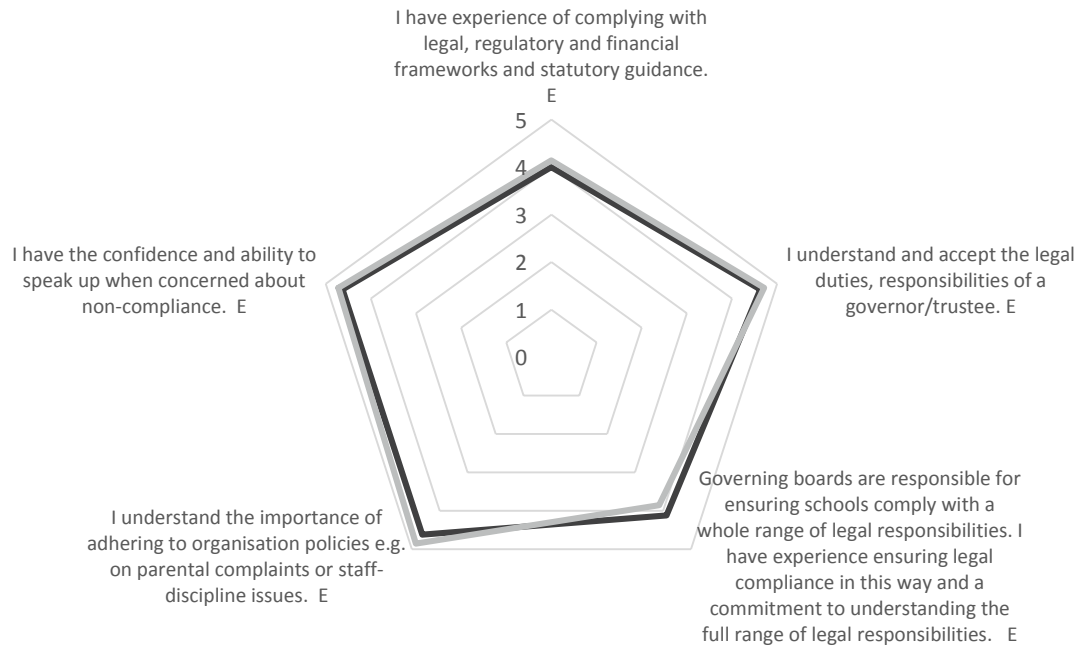 I have experience of complying with
legal, regulatory and financial
frameworks and statutory guidance.
E
5
4
3
2
1
0
I have the confidence and ability to
speak up when concerned about
non-compliance. E
I understand and accept the legal
duties, responsibilities of a
governor/trustee. E
I understand the importance of
adhering to organisation policies e.g.
on parental complaints or staff-
discipline issues. E
Governing boards are responsible for
ensuring schools comply with a
whole range of legal responsibilities. I
have experience ensuring legal
compliance in this way and a
commitment to understanding the
full range of legal responsibilities. E